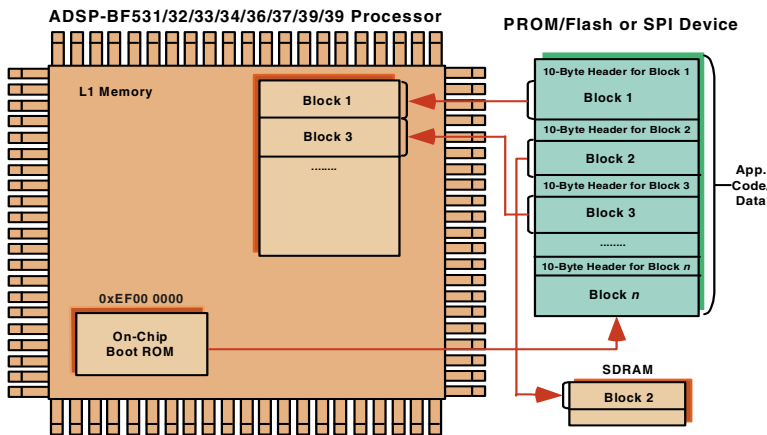 ADSP-BF531/32/33/34/36/37/39/39 Processor
PROM/Flash or SPI Device
L1 Memory
Block 1
Block 3
........
0xEF00 0000
On-Chip
Boot ROM
10-Byte Header for Block 1
Block 1
10-Byte Header for Block 2
Block 2
10-Byte Header for Block 3
Block 3
........
10-Byte Header for Block n
Block n
App.
Code/
Data
SDRAM
Block 2